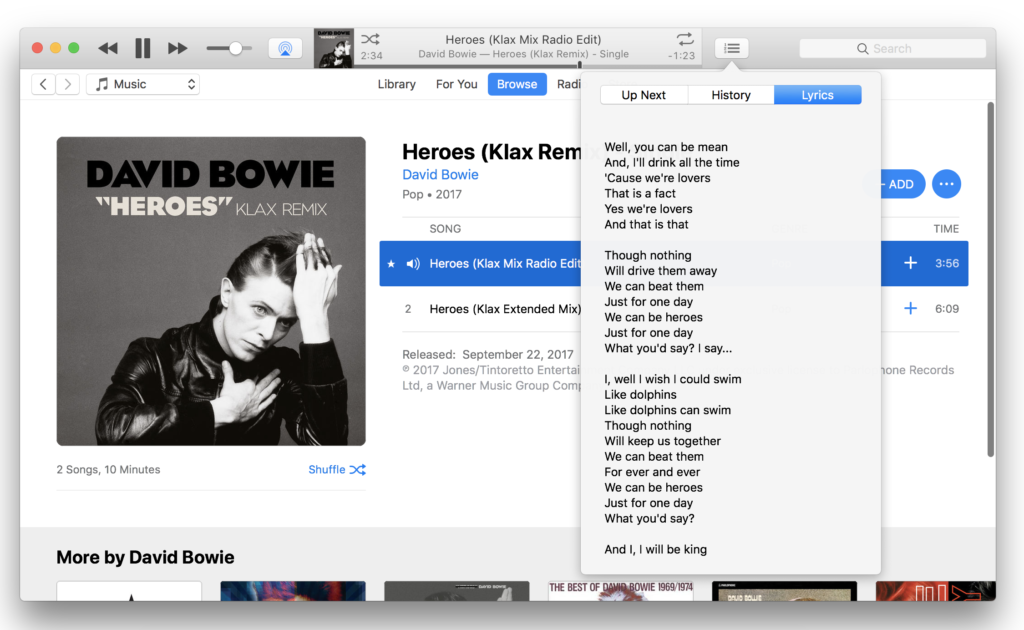 Heroes (Klax Mix Radio Edit)
2:34
David Bowie — Heroes (Klax Remix) - Single
-1:23
Search
Music
Library
For You
Browse
Up Next
History
Lyrics
DAVID BOWIE
"HEROES" KLAX REMIX
Heroes (Klax
David Bowie
Pop • 2017
ADD
SONG
TIME
Heroes (Klax Mix Radio Edit
3:56
2
Heroes (Klax Extended Mix)
6:09
Released: September 22, 2017
℗ 2017 Jones/Tintoretto
Records
Ltd, a Warner Music Group
2 Songs, 10 Minutes
Shuffle
Well, you can be mean
And, I'll drink all the time
'Cause we're lovers
That is a fact
Yes we're lovers
And that is that
Though nothing
Will drive them away
We can beat them
Just for one day
We can be heroes
Just for one day
What you'd say? I say...
I, well I wish I could swim
Like dolphins
Like dolphins can swim
Though nothing
Will keep us together
We can beat them
For ever and ever
We can be heroes
Just for one day
What you'd say?
And I, I will be king
More by David Bowie
DAVID BOWIE
THE BEST OF DAVID BOWIE 1969/1974
DAVID BOWIE